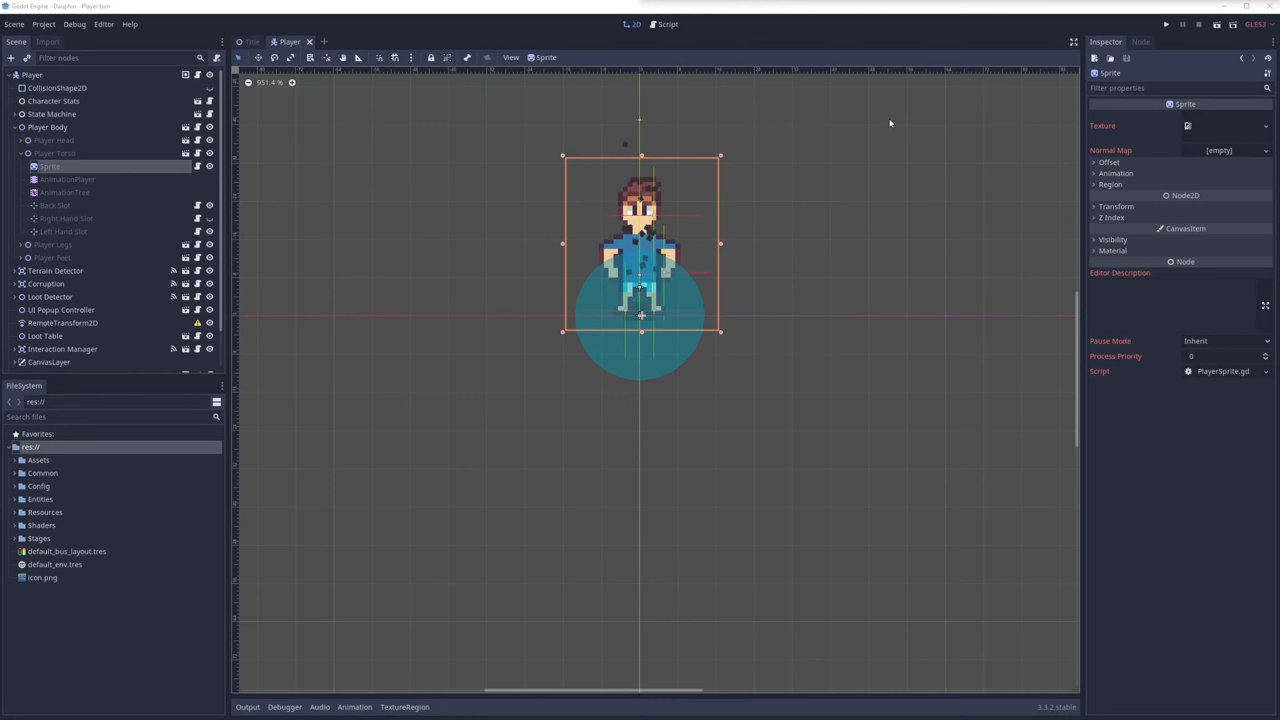 Godot Engine - Dauphin - Player.tscn
Scene Project Debug Editor Help
2D Script
GLES3
Scene Import
Filter nodes
Player
CollisionShape2D
Character Stats
State Machine
Player Body
Player Head
Player Torso
Sprite
AnimationPlayer
AnimationTree
Back Slot
Right Hand Slot
Left Hand Slot
Player Legs
Player Feet
Terrain Detector
Corruption
Loot Detector
UI Popup Controller
RemoteTransform2D
Loot Table
Interaction Manager
CanvasLayer
FileSystem
res://
Search files
Favorites:
res://
Assets
Common
Config
Entities
Resources
Shaders
Stages
default_bus_layout.tres
default_env.tres
icon.png
Title Player
View Sprite
951.4 %
Output Debugger Audio Animation TextureRegion
3.3.2.stable
Inspector Node
Sprite
Filter properties
Sprite
Texture
Normal Map [empty]
Offset
Animation
Region
Node2D
Transform
Z Index
CanvasItem
Visibility
Material
Node
Editor Description
Pause Mode Inherit
Process Priority 0
Script PlayerSprite.gd